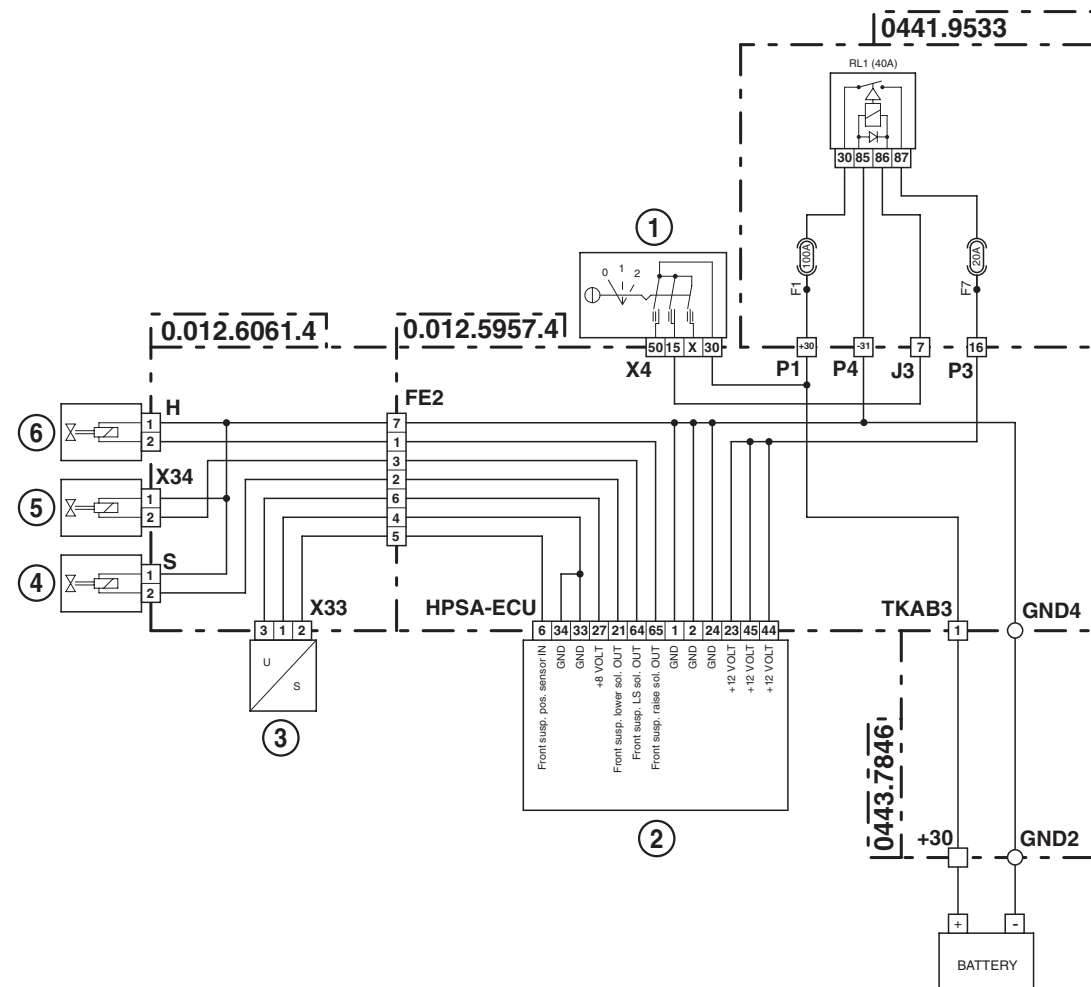 0441.9533
RL1 (40A)
30 85 86 87
1
100A
20A
0 1 2
F1
F7
0.012.6061.4
0.012.5957.4
50 15 X 30
+30
-31
7
16
X4
P1
P4
J3
P3
H
FE2
6
1
2
7
1
3
2
6
4
5
X34
5
1
2
S
4
1
2
X33
HPSA-ECU
TKAB3
GND4
3 1 2
6 34 33 27 21 64 65 1 2 24 23 45 44
1
U
S
Front susp. pos. sensor IN
GND
GND
+8 VOLT
Front susp. lower sol. OUT
Front susp. LS sol. OUT
Front susp. raise sol. OUT
GND
GND
GND
+12 VOLT
+12 VOLT
+12 VOLT
3
2
0443.7846
+30
GND2
+
-
BATTERY